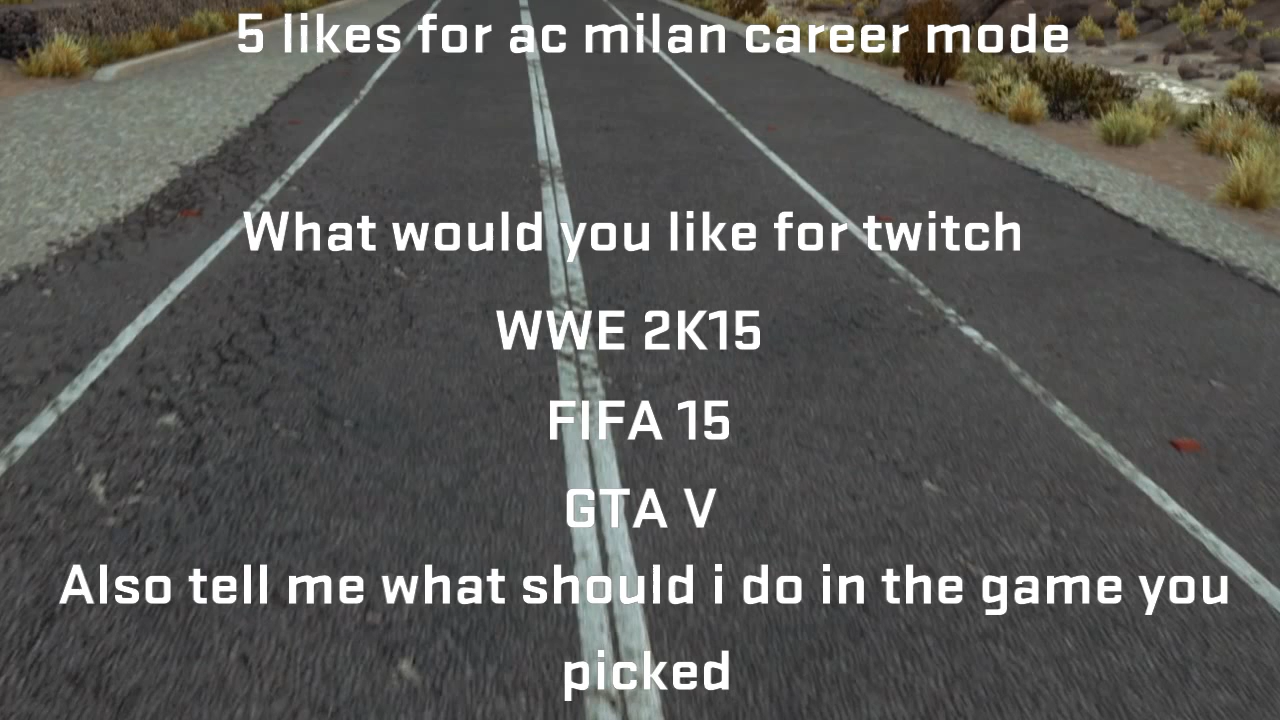 5 likes for ac milan career mode
What would you like for twitch
WWE 2K15
FIFA 15
GTA V
Also tell me what should i do in the game you
picked